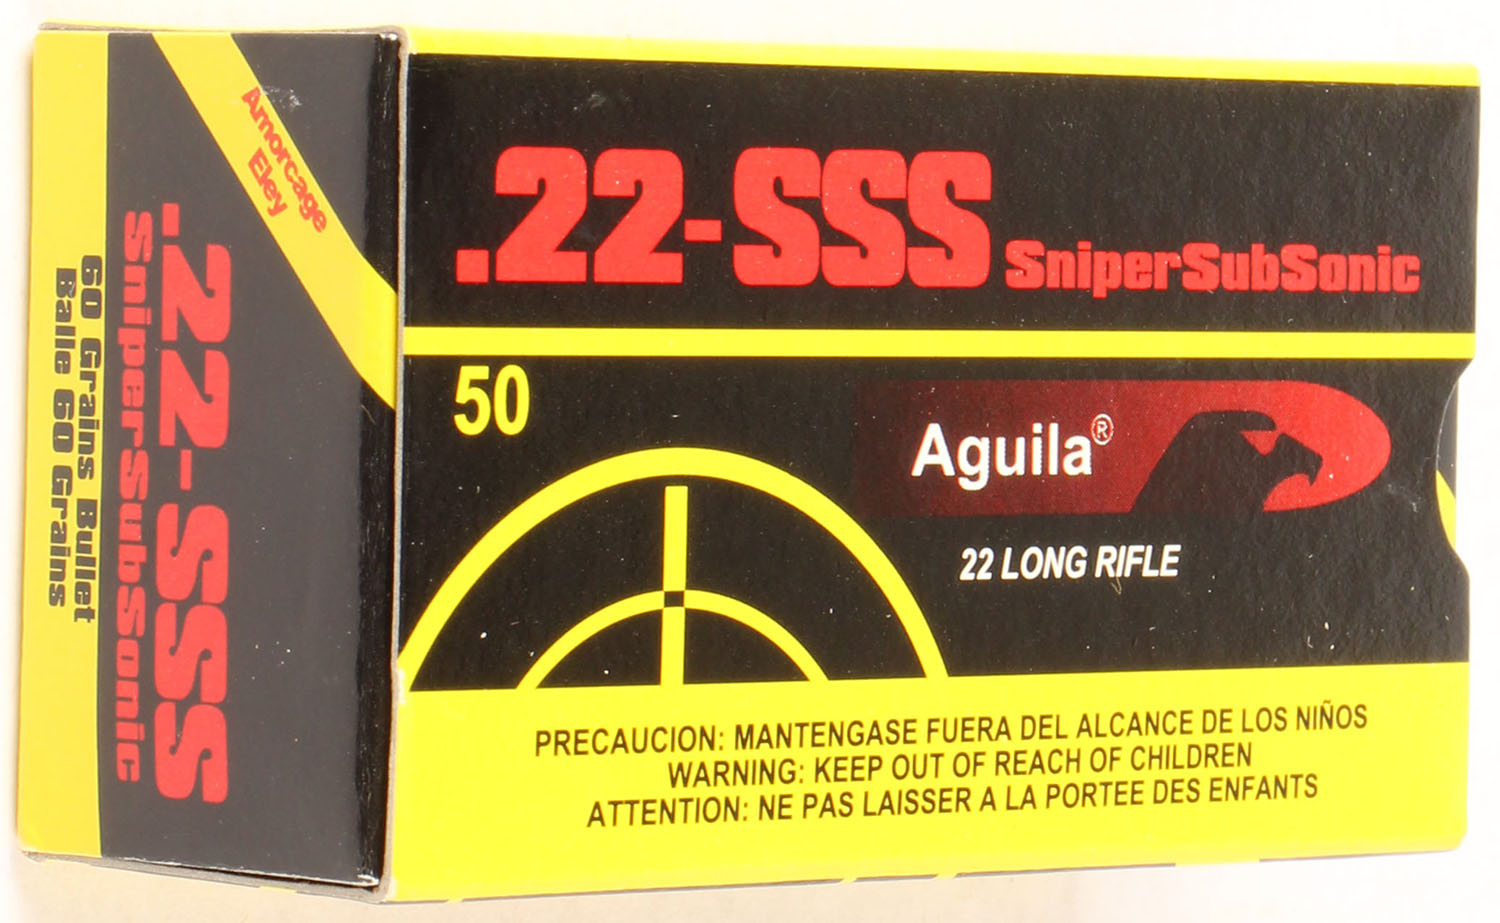 .22-SSS SniperSubSonic
50
Aguila®
22 LONG RIFLE
PRECAUCION: MANTENGASE FUERA DEL ALCANCE DE LOS NIÑOS
WARNING: KEEP OUT OF REACH OF CHILDREN
ATTENTION: NE PAS LAISSER A LA PORTEE DES ENFANTS
Amorcage
Eley
.22-SSS
SniperSubSonic
60 Grains Bulllet
Balle 60 Grains